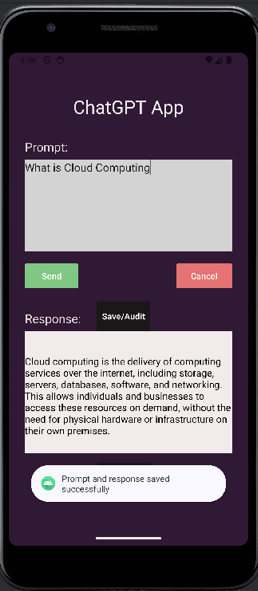 3:06
ChatGPT App
Prompt:
What is Cloud Computing
Send Cancel
Response: Save/Audit
Cloud computing is the delivery of computing
services over the internet, including storage,
servers, databases, software, and networking.
This allows individuals and businesses to
access these resources on demand, without the
need for physical hardware or infrastructure on
their own premises.
Prompt and response saved
successfully